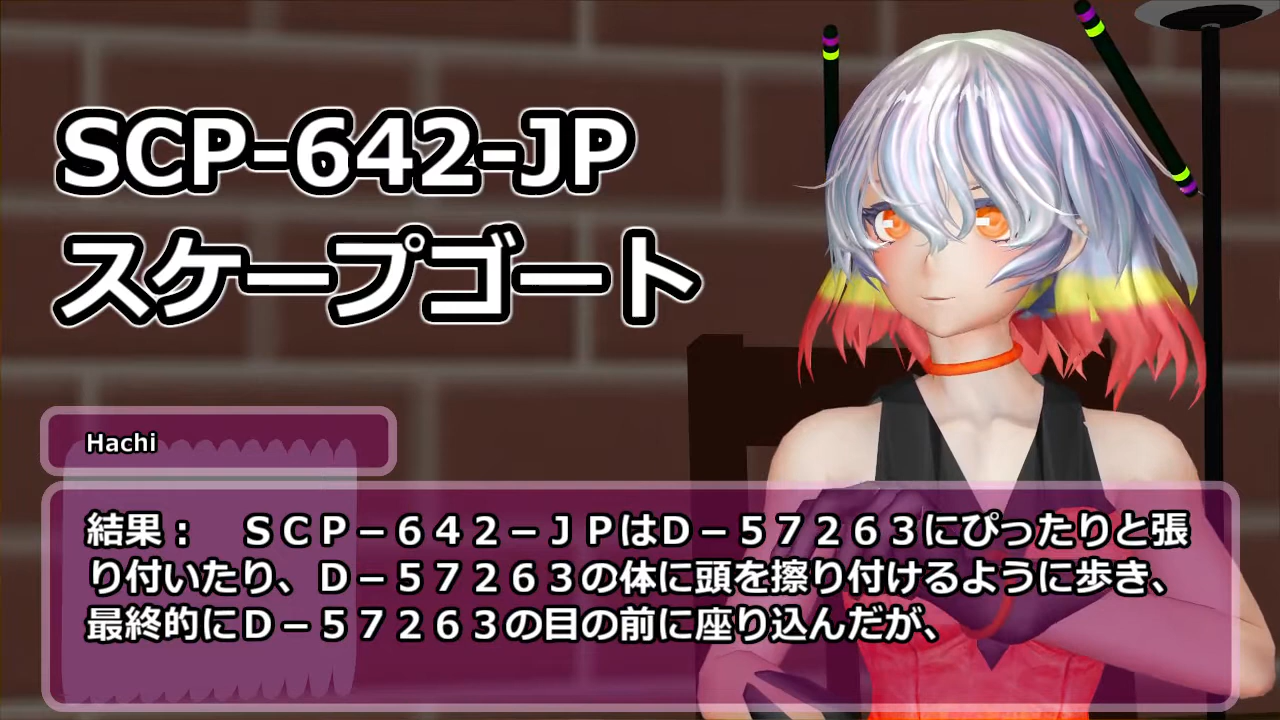 SCP-642-JP
スケープゴート
Hachi
結果：　ＳＣＰ－６４２－ＪＰはＤ－５７２６３にぴったりと張
り付いたり、Ｄ－５７２６３の体に頭を擦り付けるように歩き、
最終的にＤ－５７２６３の目の前に座り込んだが、